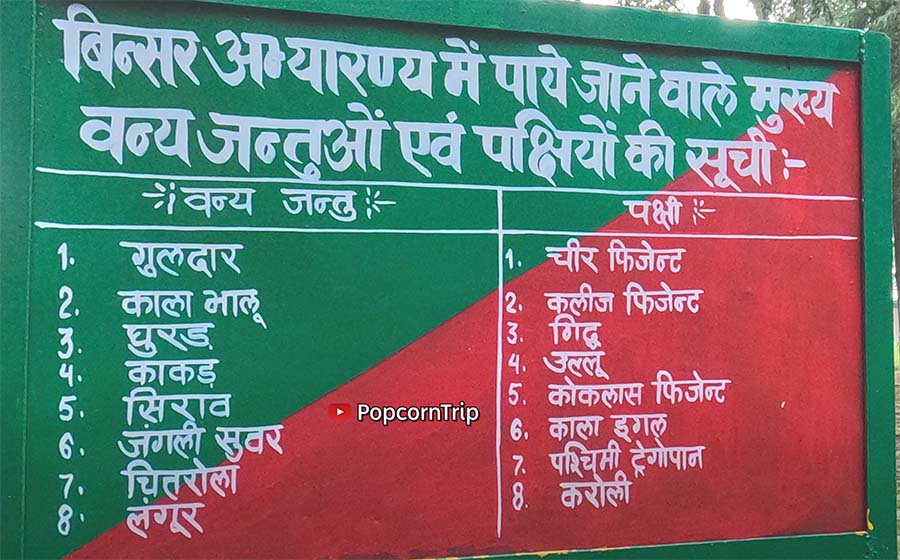 बिन्सर अभ्यारण्य में पाये जाने वाले मुख्य
वन्य जन्तुओं एवं पक्षियों की सूची :-
वन्य जन्तु :-
1. गुलदार
2. काला भालू
3. घुरड़
4. काकड़
5. सिराव
6. जंगली सुवर
7. चितरोला
8. लंगूर
पक्षी :-
1. चीर फिजेन्ट
2. कलीज फिजेन्ट
3. गिद्ध
4. उल्लू
5. कोकलास फिजेन्ट
6. काला इगल
7. पश्चिमी ट्रेगोपान
8. करोली
PopcornTrip